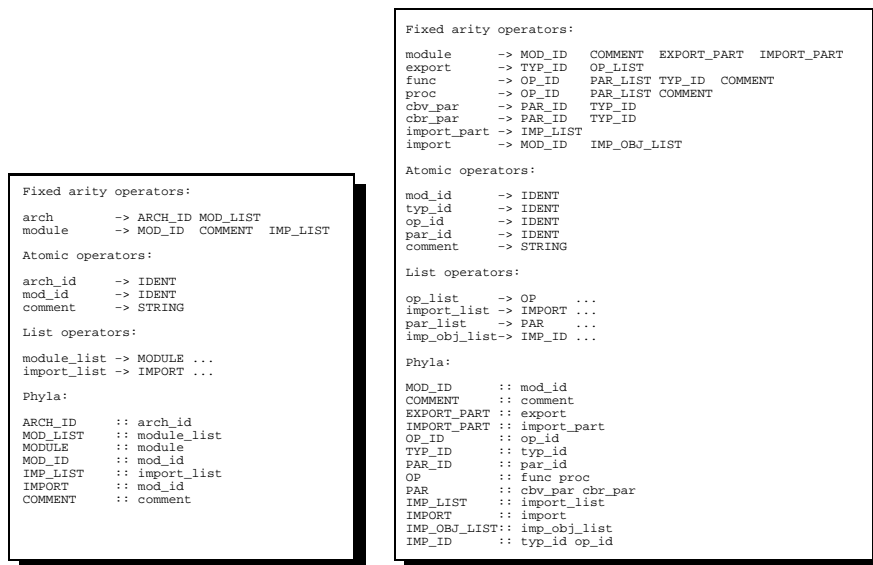 Fixed arity operators:
arch -> ARCH_ID MOD_LIST
module -> MOD_ID COMMENT IMP_LIST
Atomic operators:
arch_id -> IDENT
mod_id -> IDENT
comment -> STRING
List operators:
module_list -> MODULE ...
import_list -> IMPORT ...
Phyla:
ARCH_ID :: arch_id
MOD_LIST :: module_list
MODULE :: module
MOD_ID :: mod_id
IMP_LIST :: import_list
IMPORT :: mod_id
COMMENT :: comment
Fixed arity operators:
module -> MOD_ID COMMENT EXPORT_PART IMPORT_PART
export -> TYP_ID OP_LIST
func -> OP_ID PAR_LIST TYP_ID COMMENT
proc -> OP_ID PAR_LIST COMMENT
cbv_par -> PAR_ID TYP_ID
cbr_par -> PAR_ID TYP_ID
import_part -> IMP_LIST
import -> MOD_ID IMP_OBJ_LIST
Atomic operators:
mod_id -> IDENT
typ_id -> IDENT
op_id -> IDENT
par_id -> IDENT
comment -> STRING
List operators:
op_list -> OP ...
import_list -> IMPORT ...
par_list -> PAR ...
imp_obj_list-> IMP_ID ...
Phyla:
MOD_ID :: mod_id
COMMENT :: comment
EXPORT_PART :: export
IMPORT_PART :: import_part
OP_ID :: op_id
TYP_ID :: typ_id
PAR_ID :: par_id
OP :: func proc
PAR :: cbv_par cbr_par
IMP_LIST :: import_list
IMPORT :: import
IMP_OBJ_LIST:: imp_obj_list
IMP_ID :: typ_id op_id